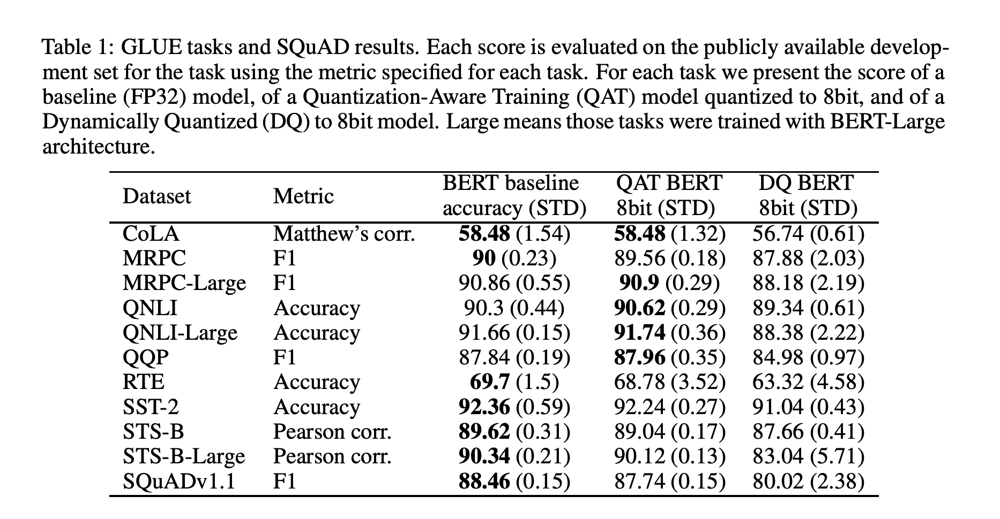 Table 1: GLUE tasks and SQuAD results. Each score is evaluated on the publicly available develop-
ment set for the task using the metric specified for each task. For each task we present the score of a
baseline (FP32) model, of a Quantization-Aware Training (QAT) model quantized to 8bit, and of a
Dynamically Quantized (DQ) to 8bit model. Large means those tasks were trained with BERT-Large
architecture.
Dataset Metric BERT baseline accuracy (STD) QAT BERT 8bit (STD) DQ BERT 8bit (STD)
CoLA Matthew’s corr. 58.48 (1.54) 58.48 (1.32) 56.74 (0.61)
MRPC F1 90 (0.23) 89.56 (0.18) 87.88 (2.03)
MRPC-Large F1 90.86 (0.55) 90.9 (0.29) 88.18 (2.19)
QNLI Accuracy 90.3 (0.44) 90.62 (0.29) 89.34 (0.61)
QNLI-Large Accuracy 91.66 (0.15) 91.74 (0.36) 88.38 (2.22)
QQP F1 87.84 (0.19) 87.96 (0.35) 84.98 (0.97)
RTE Accuracy 69.7 (1.5) 68.78 (3.52) 63.32 (4.58)
SST-2 Accuracy 92.36 (0.59) 92.24 (0.27) 91.04 (0.43)
STS-B Pearson corr. 89.62 (0.31) 89.04 (0.17) 87.66 (0.41)
STS-B-Large Pearson corr. 90.34 (0.21) 90.12 (0.13) 83.04 (5.71)
SQuADv1.1 F1 88.46 (0.15) 87.74 (0.15) 80.02 (2.38)